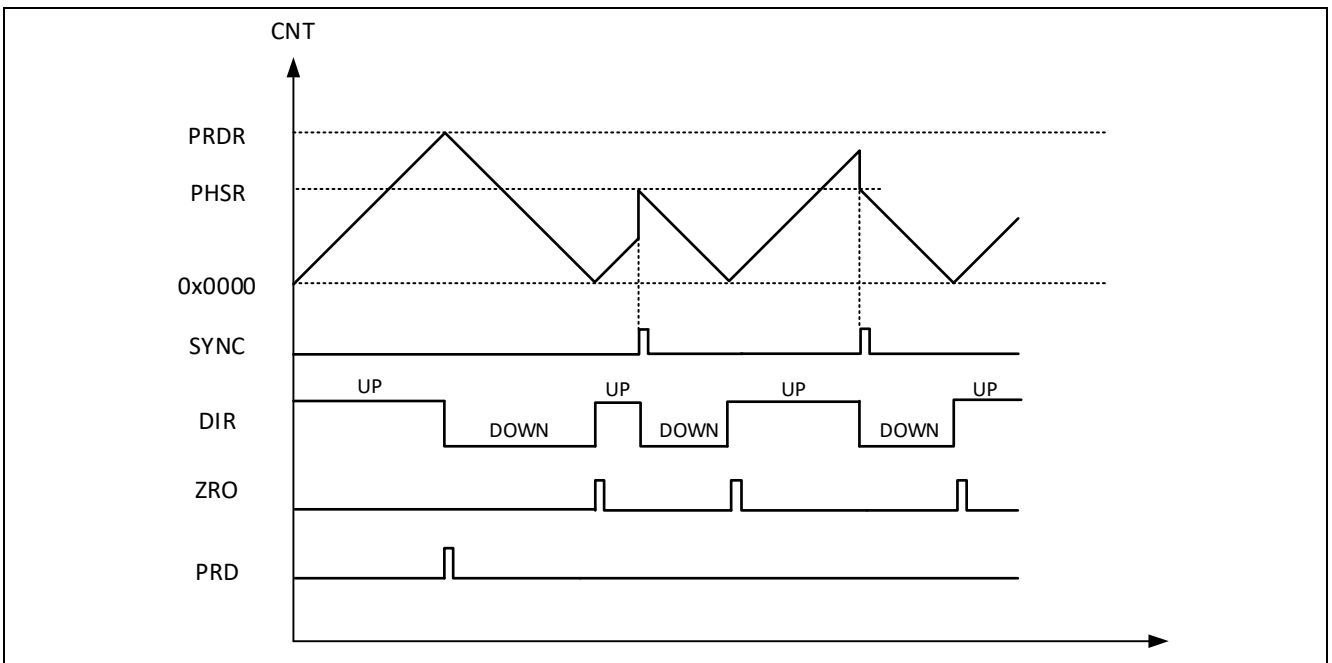 CNT
PRDR
PHSR
0x0000
SYNC
UP UP UP UP
DIR
DOWN DOWN DOWN
ZRO
PRD